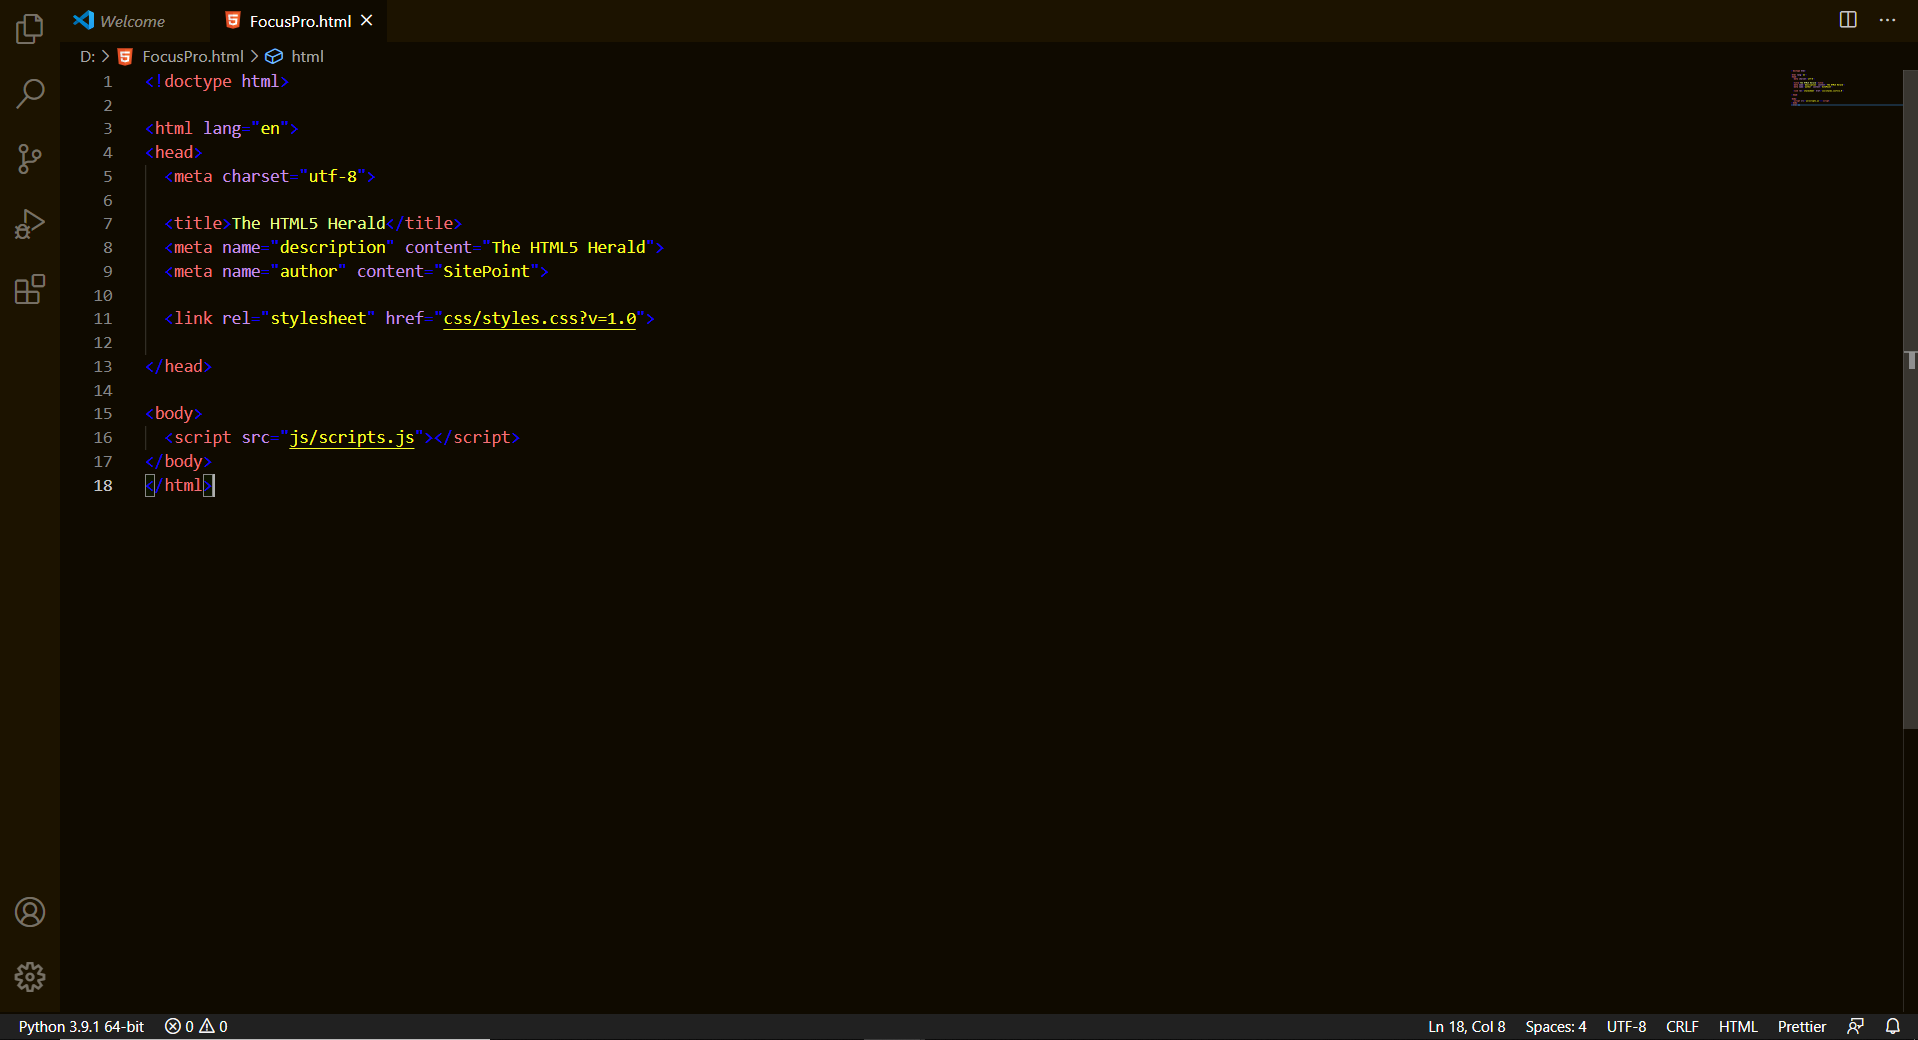 Welcome
FocusPro.html
D: > FocusPro.html > html
1 <!doctype html>
2
3 <html lang="en">
4 <head>
5   <meta charset="utf-8">
6
7   <title>The HTML5 Herald</title>
8   <meta name="description" content="The HTML5 Herald">
9   <meta name="author" content="SitePoint">
10
11   <link rel="stylesheet" href="css/styles.css?v=1.0">
12
13 </head>
14
15 <body>
16   <script src="js/scripts.js"></script>
17 </body>
18 </html>
Python 3.9.1 64-bit 0 0 Ln 18, Col 8 Spaces: 4 UTF-8 CRLF HTML Prettier